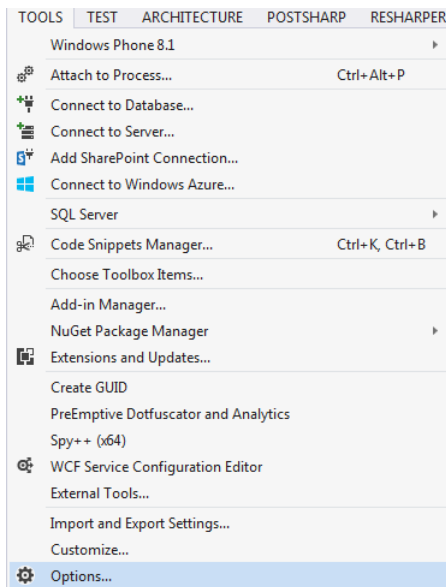 TOOLS TEST ARCHITECTURE POSTSHARP RESHARPER
Windows Phone 8.1
Attach to Process... Ctrl+Alt+P
Connect to Database...
Connect to Server...
Add SharePoint Connection...
Connect to Windows Azure...
SQL Server
Code Snippets Manager... Ctrl+K, Ctrl+B
Choose Toolbox Items...
Add-in Manager...
NuGet Package Manager
Extensions and Updates...
Create GUID
PreEmptive Dotfuscator and Analytics
Spy++ (x64)
WCF Service Configuration Editor
External Tools...
Import and Export Settings...
Customize...
Options...